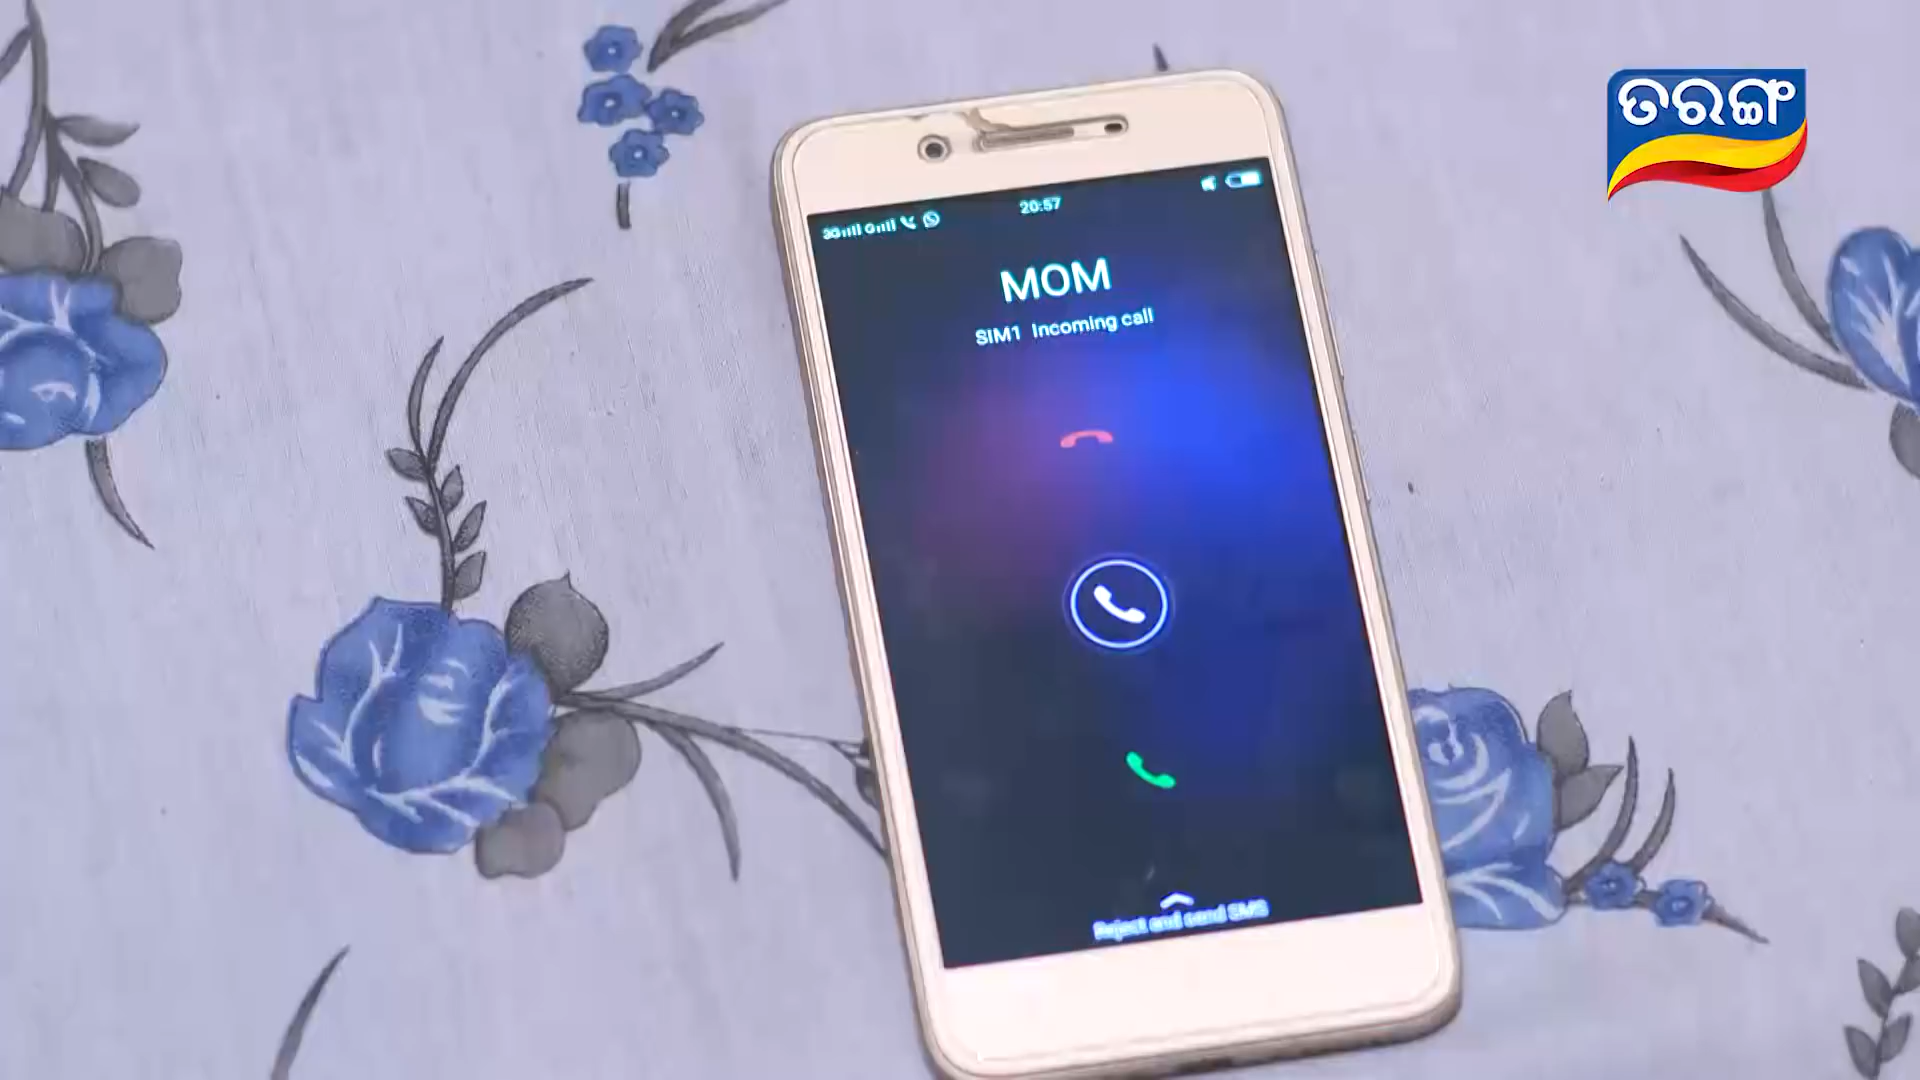 ତରଙ୍ଗ
20:57
MOM
SIM1 Incoming call
Reject and send SMS